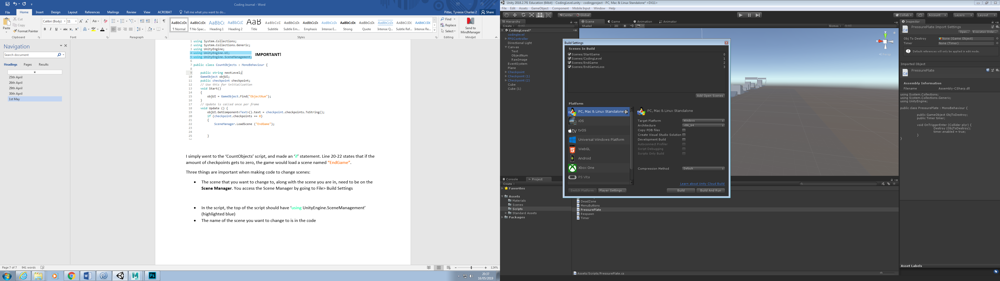 Coding Journal - Word
File Home Insert Design Layout References Mailings Review View ACROBAT Tell me what you want to do... Pitter, Tyreese Charles 2 Share
Paste
Cut
Copy
Format Painter
Clipboard
Calibri (Body) 11
Font
Paragraph
AaBbCcDc AaBbCcDc AaBbCc AaBbCcD AaB AaBbCcD AaBbCcDc AaBbCcDc AaBbCcDc AaBbCcDc AaBbCcDc AaBbCcDc AABBCCDC AABBCCDC
¶ Normal ¶ No Spac... Heading 1 Heading 2 Title Subtitle Subtle Em... Emphasis Intense E... Strong Quote Intense Q... Subtle Ref... Intense Re...
Styles
Find
Replace
Select
Editing
Send to
MindManager
Mindjet
Navigation
Search document
Headings Pages Results
25th April
26th April
29th April
30th April
1st May
1 using System.Collections;
2 using System.Collections.Generic;
3 using UnityEngine;
4 using UnityEngine.UI;
5 using UnityEngine.SceneManagement;
IMPORTANT!
6
7 public class CountObjects : MonoBehaviour {
8
9 public string nextLevel;
10 GameObject objUI;
11 public checkpoint checkpoint;
12 // Use this for initialization
13 void Start()
14 {
15 objUI = GameObject.Find("ObjectNum");
16 }
17 // Update is called once per frame
18 void Update () {
19 objUI.GetComponent<Text>().text = checkpoint.checkpoints.ToString();
20 if (checkpoint.checkpoints == 0)
21 {
22 SceneManager.LoadScene ("EndGame");
23
24
25 }
I simply went to the ‘CountObjects’ script, and made an ‘if’ statement. Line 20-22 states that if the
amount of checkpoints gets to zero, the game would load a scene named “EndGame”.
Three things are important when making code to change scenes:
• The scene that you want to change to, along with the scene you are in, need to be on the
Scene Manager. You access the Scene Manager by going to File> Build Settings
• In the script, the top of the script should have ‘using UnityEngine.SceneManagement’
(highlighted blue)
• The name of the scene you want to change to is in the code
Page 7 of 7 941 words
124%
20:37
16/05/2019
Unity 2018.2.7f1 Education (64bit) - CodingLevel.unity - codingproject - PC, Mac & Linux Standalone* <DX11>
File Edit Assets GameObject Component Mobile Input Window Help
Center Global
Collab Account Layers Layout
Hierarchy
Create
All
CodingLevel*
codinglevel
FPSController
Directional Light
Canvas
Text
ObjectNum
RawImage
EventSystem
Plane
Checkpoint
Checkpoint (1)
Checkpoint (2)
Cube
Cube (1)
Scene Game Animation Animator
Shaded 2D Gizmos All
Persp
Build Settings
Scenes In Build
Scenes/StartGame 0
Scenes/CodingLevel 1
Scenes/EndGame 2
Scenes/EndGameLoss 3
Add Open Scenes
Platform
PC, Mac & Linux Standalone
iOS
tvOS
Universal Windows Platform
WebGL
Android
Xbox One
PS Vita
PC, Mac & Linux Standalone
Target Platform Windows
Architecture x86_64
Copy PDB files
Create Visual Studio Solution
Development Build
Autoconnect Profiler
Script Debugging
Scripts Only Build
Compression Method Default
Learn about Unity Cloud Build
Switch Platform Player Settings... Build Build And Run
Console Project
Create
Favorites
Assets
Materials
Scenes
Scripts
Standard Assets
Packages
DeadZone
MenuButtons
PressurePlate
Respawn
Timer
Assets/Scripts/PressurePlate.cs
Inspector
PressurePlate Import Settings
Open... Execution Order...
Obj To Destroy None (Game Object)
Timer None (Timer)
Default references will only be applied in edit mode.
Imported Object
PressurePlate
Assembly Information
Filename Assembly-CSharp.dll
using System.Collections;
using System.Collections.Generic;
using UnityEngine;
public class PressurePlate : MonoBehaviour {
public GameObject ObjToDestroy;
public Timer timer;
void OnTriggerEnter (Collider plyr) {
Destroy (ObjToDestroy);
timer.enabled = true;
}
}
Asset Labels